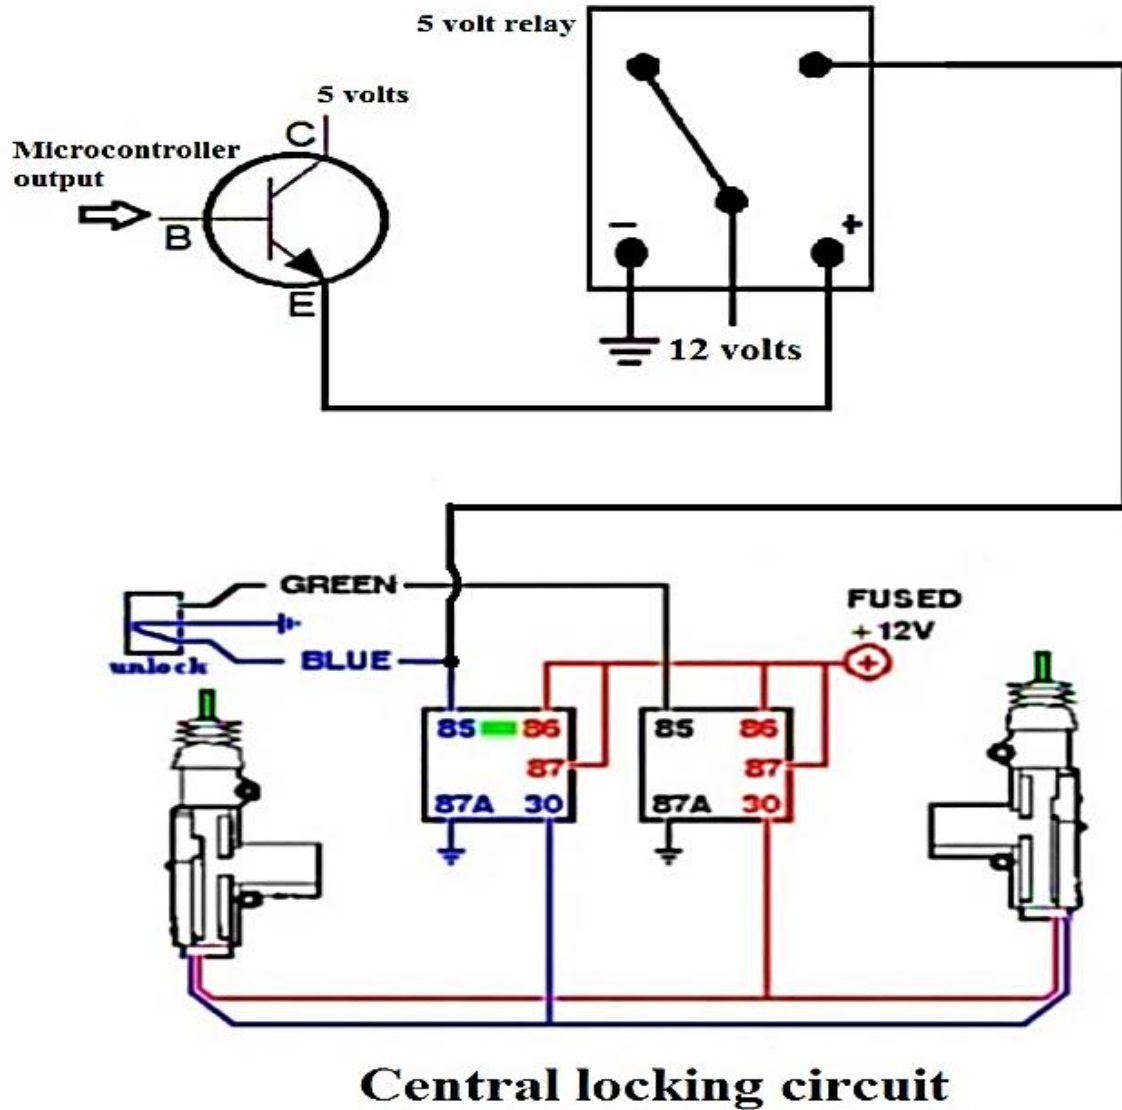 5 volt relay
5 volts
C
Microcontroller
output
B
E
− +
12 volts
GREEN
FUSED
+ 12V
BLUE
unlock
+
85 86
87
87A 30
85 86
87
87A 30
Central locking circuit